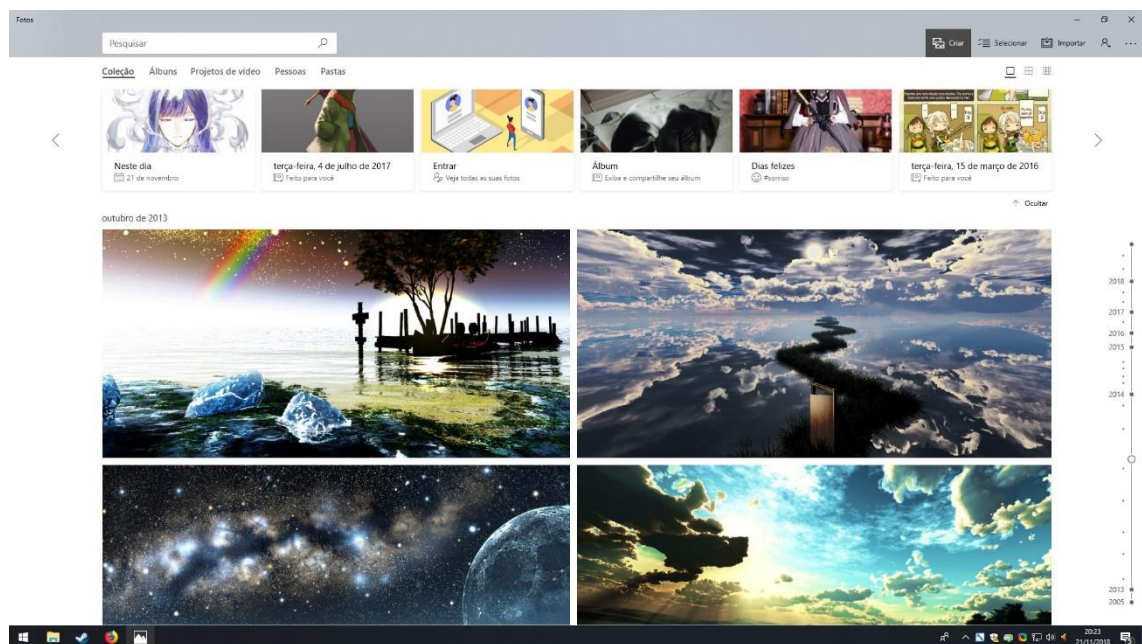 Fotos
Pesquisar
Criar
Selecionar
Importar
Coleção
Álbuns
Projetos de vídeo
Pessoas
Pastas
Neste dia
21 de novembro
terça-feira, 4 de julho de 2017
Feito para você
Entrar
Veja todas as suas fotos
Álbum
Exiba e compartilhe seu álbum
Dias felizes
#sorriso
terça-feira, 15 de março de 2016
Feito para você
Ocultar
outubro de 2013
2018
2017
2016
2015
2014
2013
2005
20:23
21/11/2018